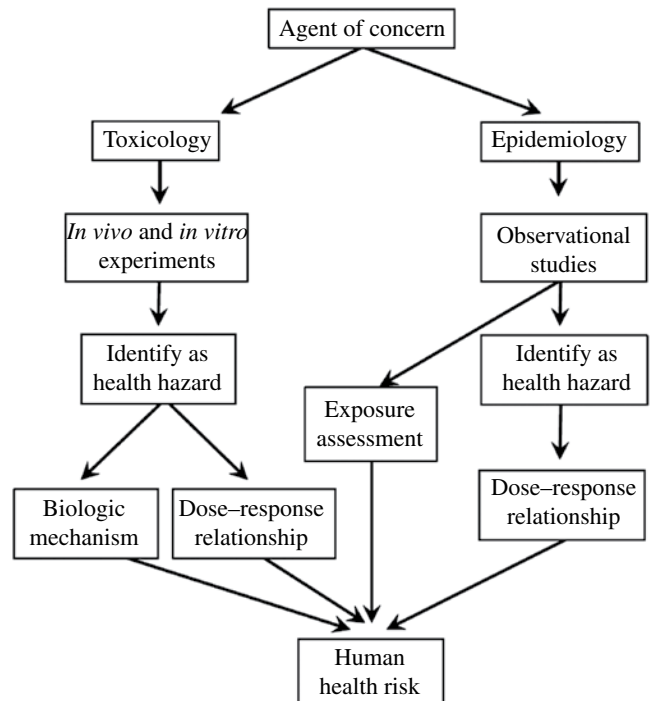 Agent of concern
Toxicology
Epidemiology
In vivo and in vitro
experiments
Observational
studies
Identify as
health hazard
Identify as
health hazard
Exposure
assessment
Biologic
mechanism
Dose–response
relationship
Dose–response
relationship
Human
health risk